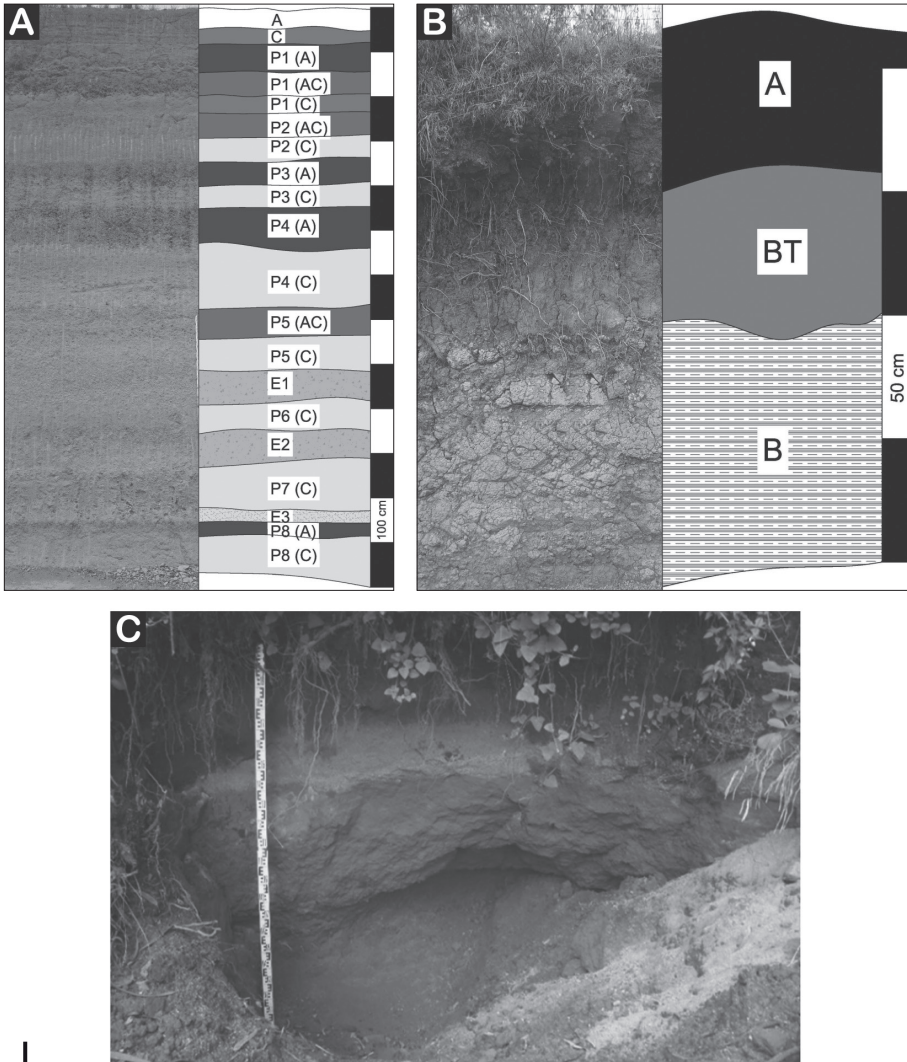 A
A
C
P1 (A)
P1 (AC)
P1 (C)
P2 (AC)
P2 (C)
P3 (A)
P3 (C)
P4 (A)
P4 (C)
P5 (AC)
P5 (C)
E1
P6 (C)
E2
P7 (C)
E3
P8 (A)
P8 (C)
100 cm
B
A
BT
B
50 cm
C